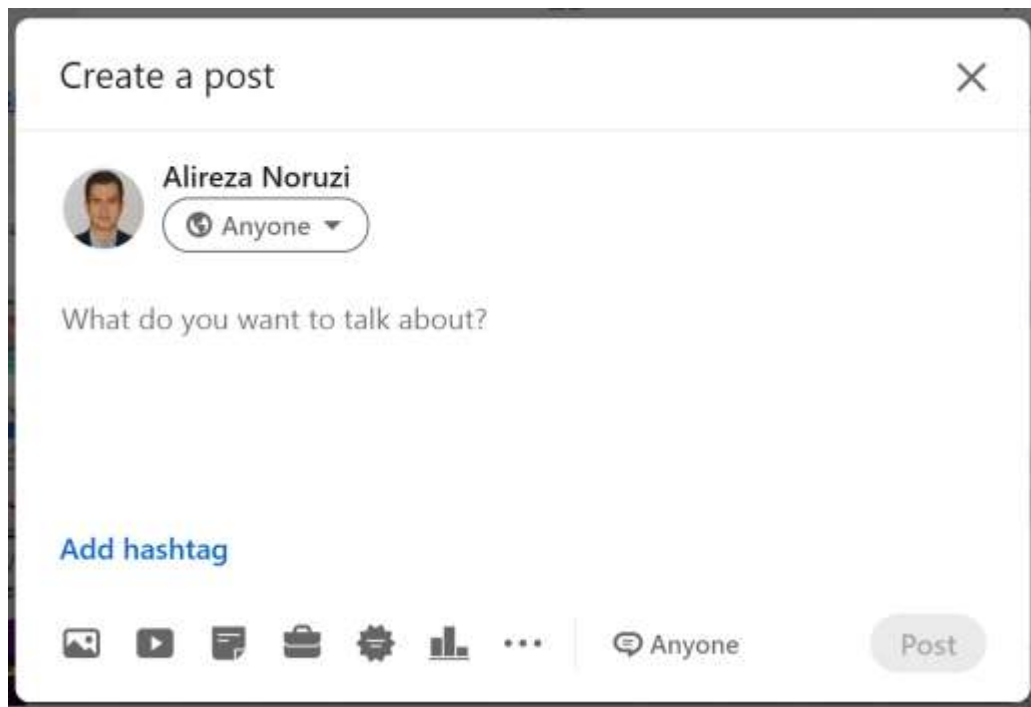 Create a post
Alireza Noruzi
Anyone
What do you want to talk about?
Add hashtag
Anyone
Post